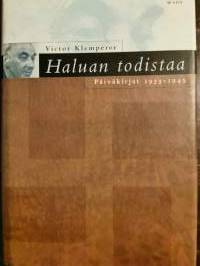 Victor Klemperer
Haluan todistaa
Päiväkirjat 1933-1945